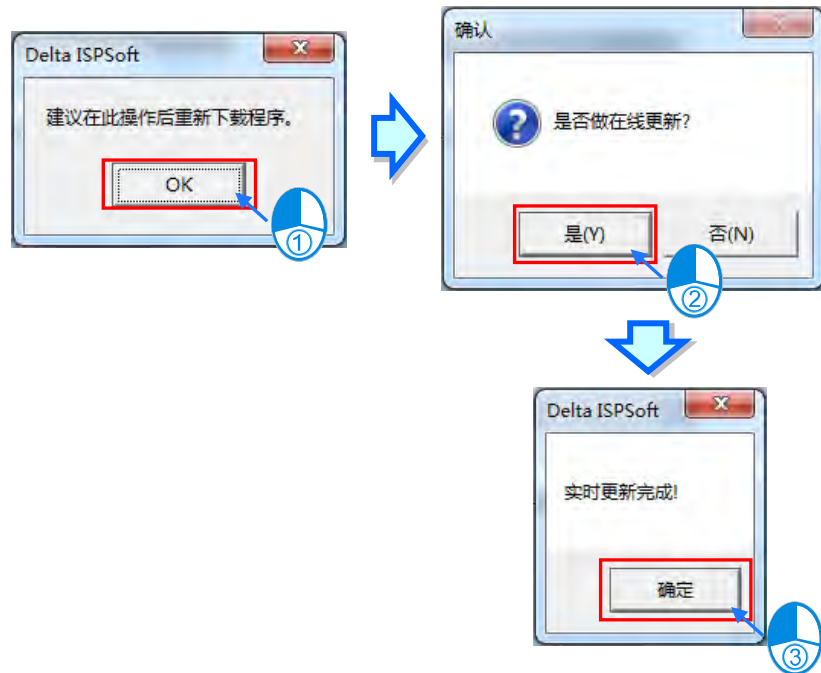 Delta ISPSoft
建议在此操作后重新下载程序。
OK
①
确认
是否做在线更新?
是(Y)
否(N)
②
Delta ISPSoft
实时更新完成!
确定
③